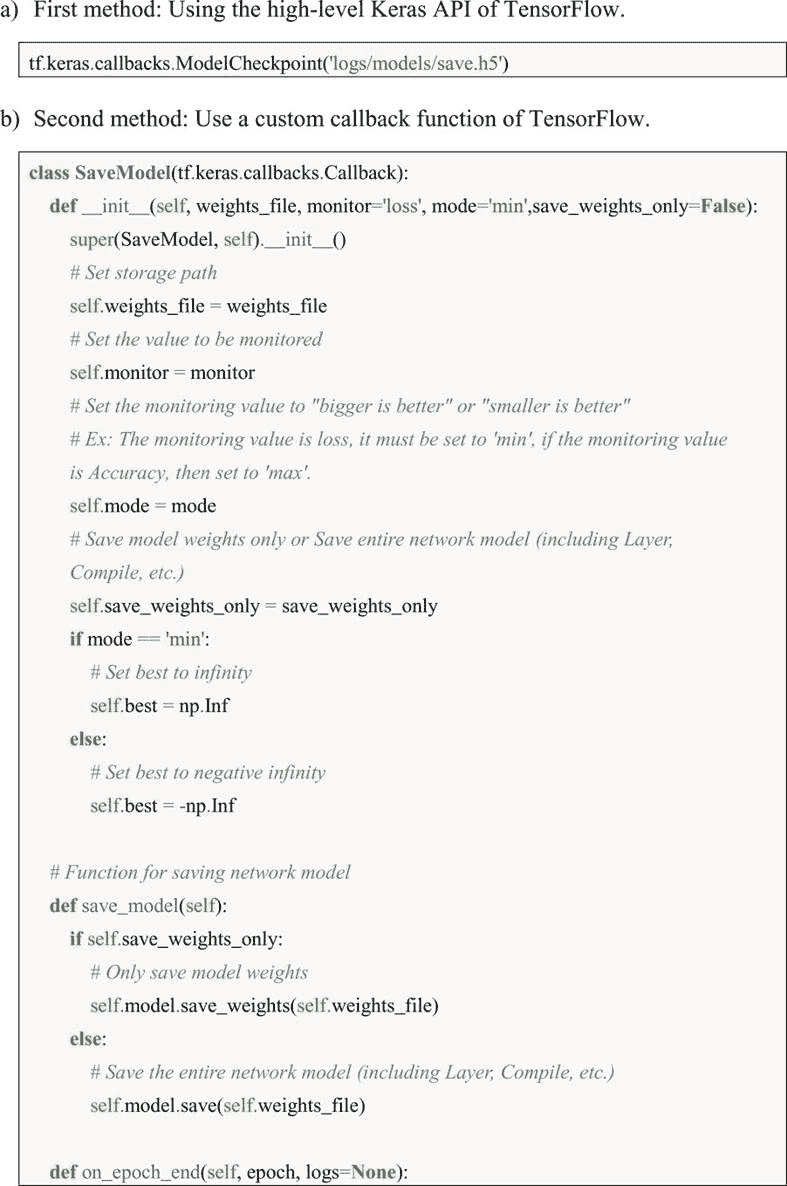 a) First method: Using the high-level Keras API of TensorFlow.
tf.keras.callbacks.ModelCheckpoint('logs/models/save.h5')
b) Second method: Use a custom callback function of TensorFlow.
class SaveModel(tf.keras.callbacks.Callback):
def __init__(self, weights_file, monitor='loss', mode='min',save_weights_only=False):
super(SaveModel, self).__init__()
# Set storage path
self.weights_file = weights_file
# Set the value to be monitored
self.monitor = monitor
# Set the monitoring value to "bigger is better" or "smaller is better"
# Ex: The monitoring value is loss, it must be set to 'min', if the monitoring value
is Accuracy, then set to 'max'.
self.mode = mode
# Save model weights only or Save entire network model (including Layer,
Compile, etc.)
self.save_weights_only = save_weights_only
if mode == 'min':
# Set best to infinity
self.best = np.Inf
else:
# Set best to negative infinity
self.best = -np.Inf
# Function for saving network model
def save_model(self):
if self.save_weights_only:
# Only save model weights
self.model.save_weights(self.weights_file)
else:
# Save the entire network model (including Layer, Compile, etc.)
self.model.save(self.weights_file)
def on_epoch_end(self, epoch, logs=None):